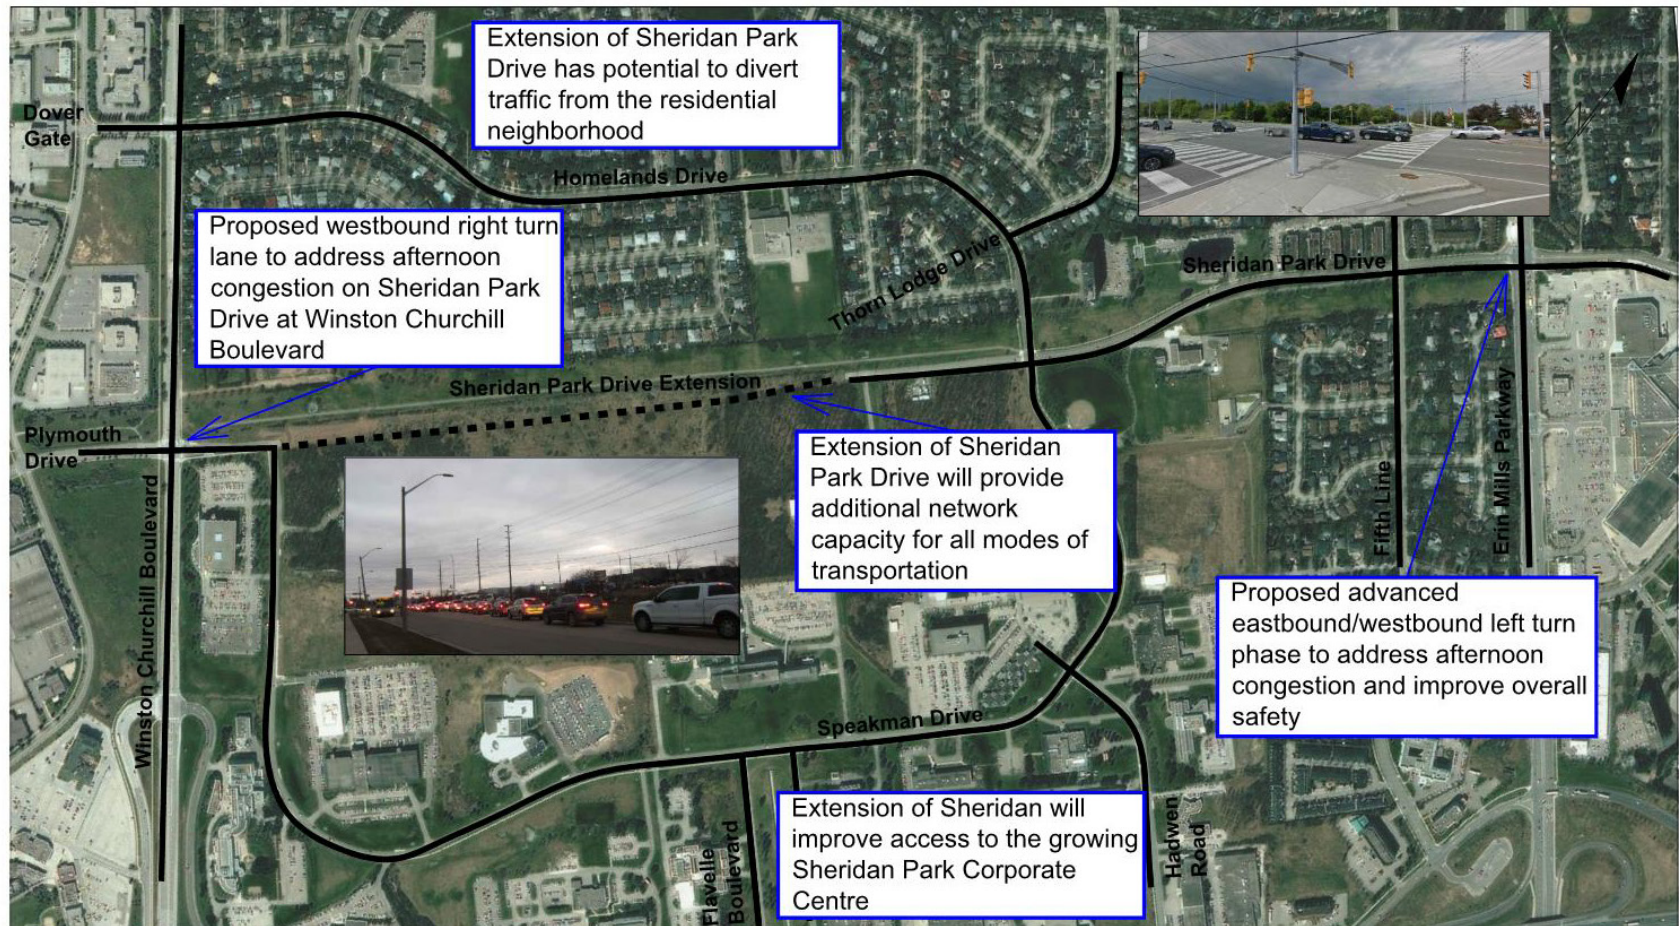 Extension of Sheridan Park
Drive has potential to divert
traffic from the residential
neighborhood
Dover
Gate
Homelands Drive
Proposed westbound right turn
lane to address afternoon
congestion on Sheridan Park
Drive at Winston Churchill
Boulevard
Thorn Lodge Drive
Sheridan Park Drive
Sheridan Park Drive Extension
Plymouth
Drive
Extension of Sheridan
Park Drive will provide
additional network
capacity for all modes of
transportation
Winston Churchill Boulevard
Fifth Line
Erin Mills Parkway
Proposed advanced
eastbound/westbound left turn
phase to address afternoon
congestion and improve overall
safety
Speakman Drive
Extension of Sheridan will
improve access to the growing
Sheridan Park Corporate
Centre
Flavelle
Boulevard
Hadwen
Road